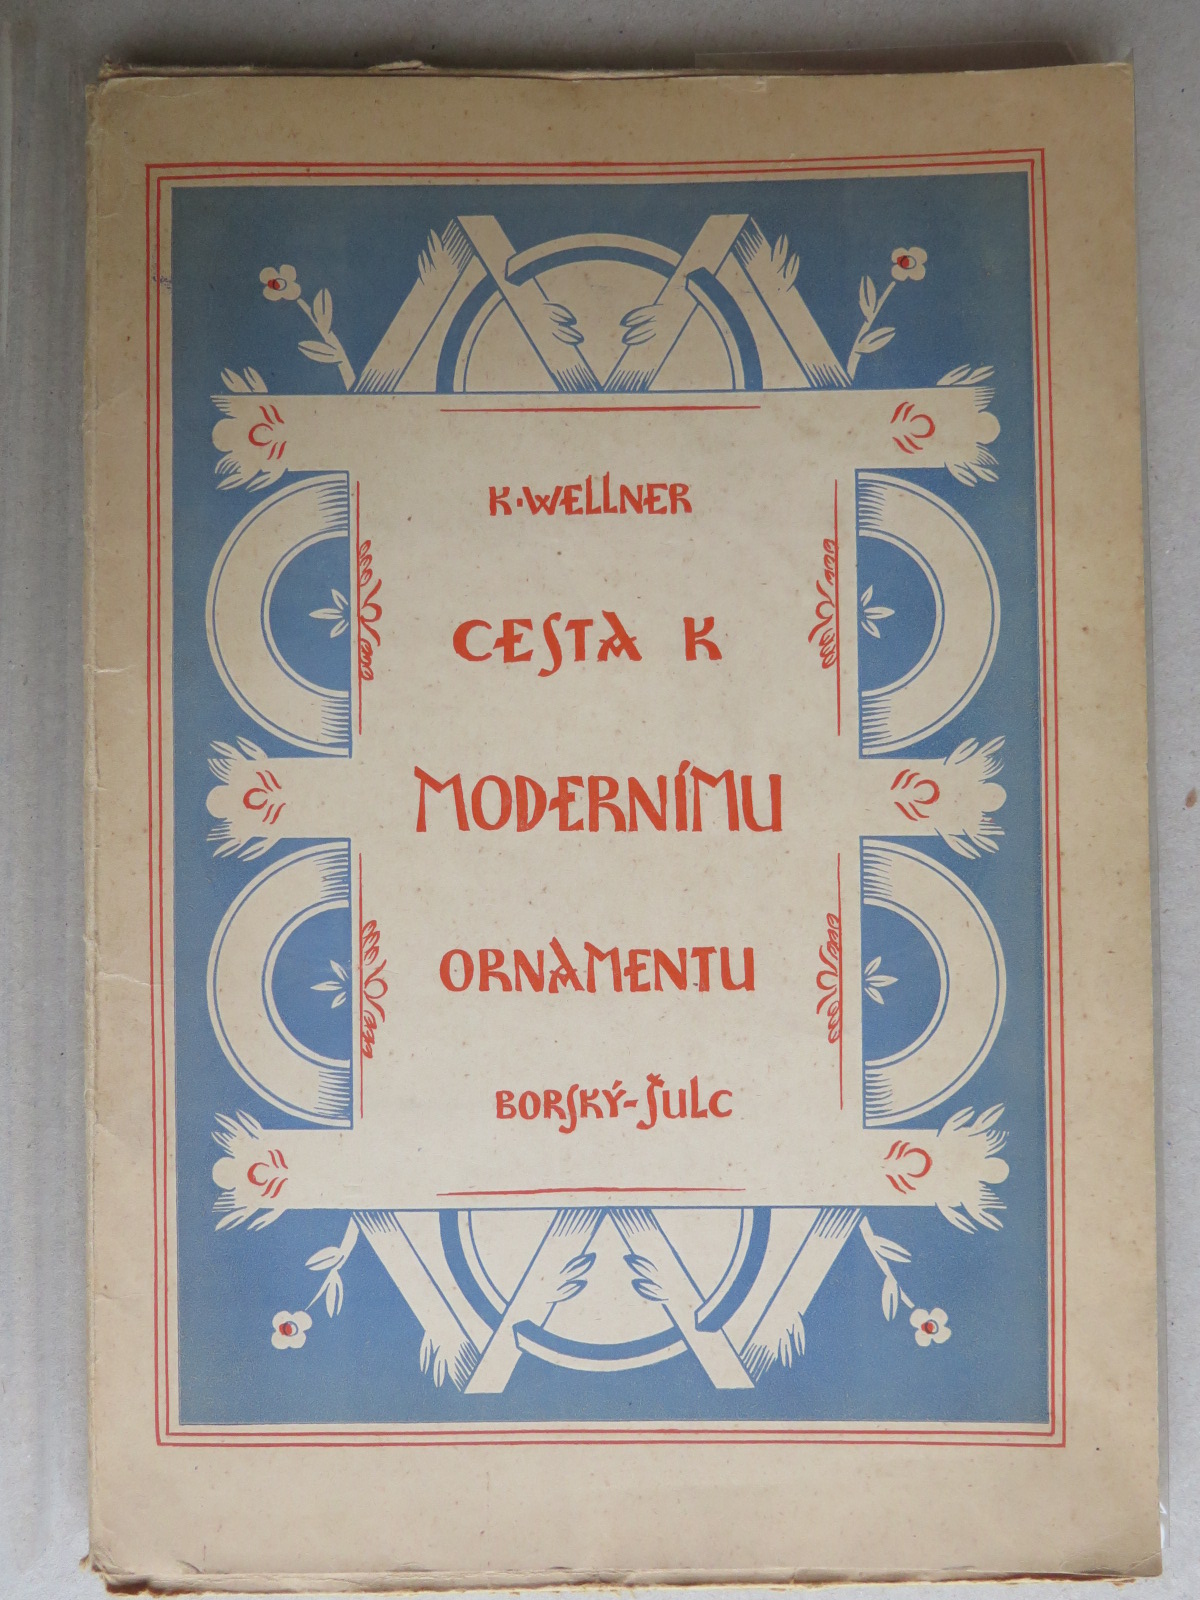 K·WELLNER
CESTA K
MODERNÍMU
ORNAMENTU
BORSKÝ-ŠULC